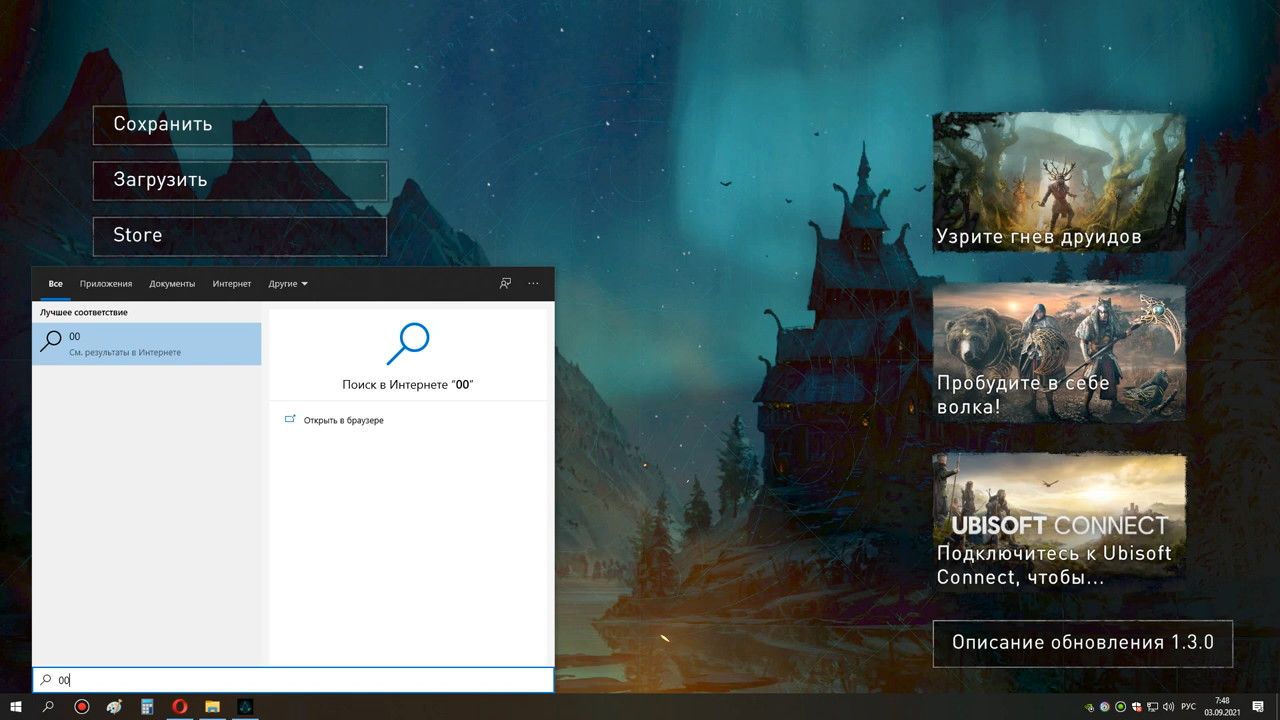 Сохранить
Загрузить
Store
Узрите гнев друидов
Пробудите в себе
волка!
UBISOFT CONNECT
Подключитесь к Ubisoft
Connect, чтобы...
Описание обновления 1.3.0
Все Приложения Документы Интернет Другие
Лучшее соответствие
00
См. результаты в Интернете
Поиск в Интернете "00"
Открыть в браузере
00
РУС
7:48
03.09.2021